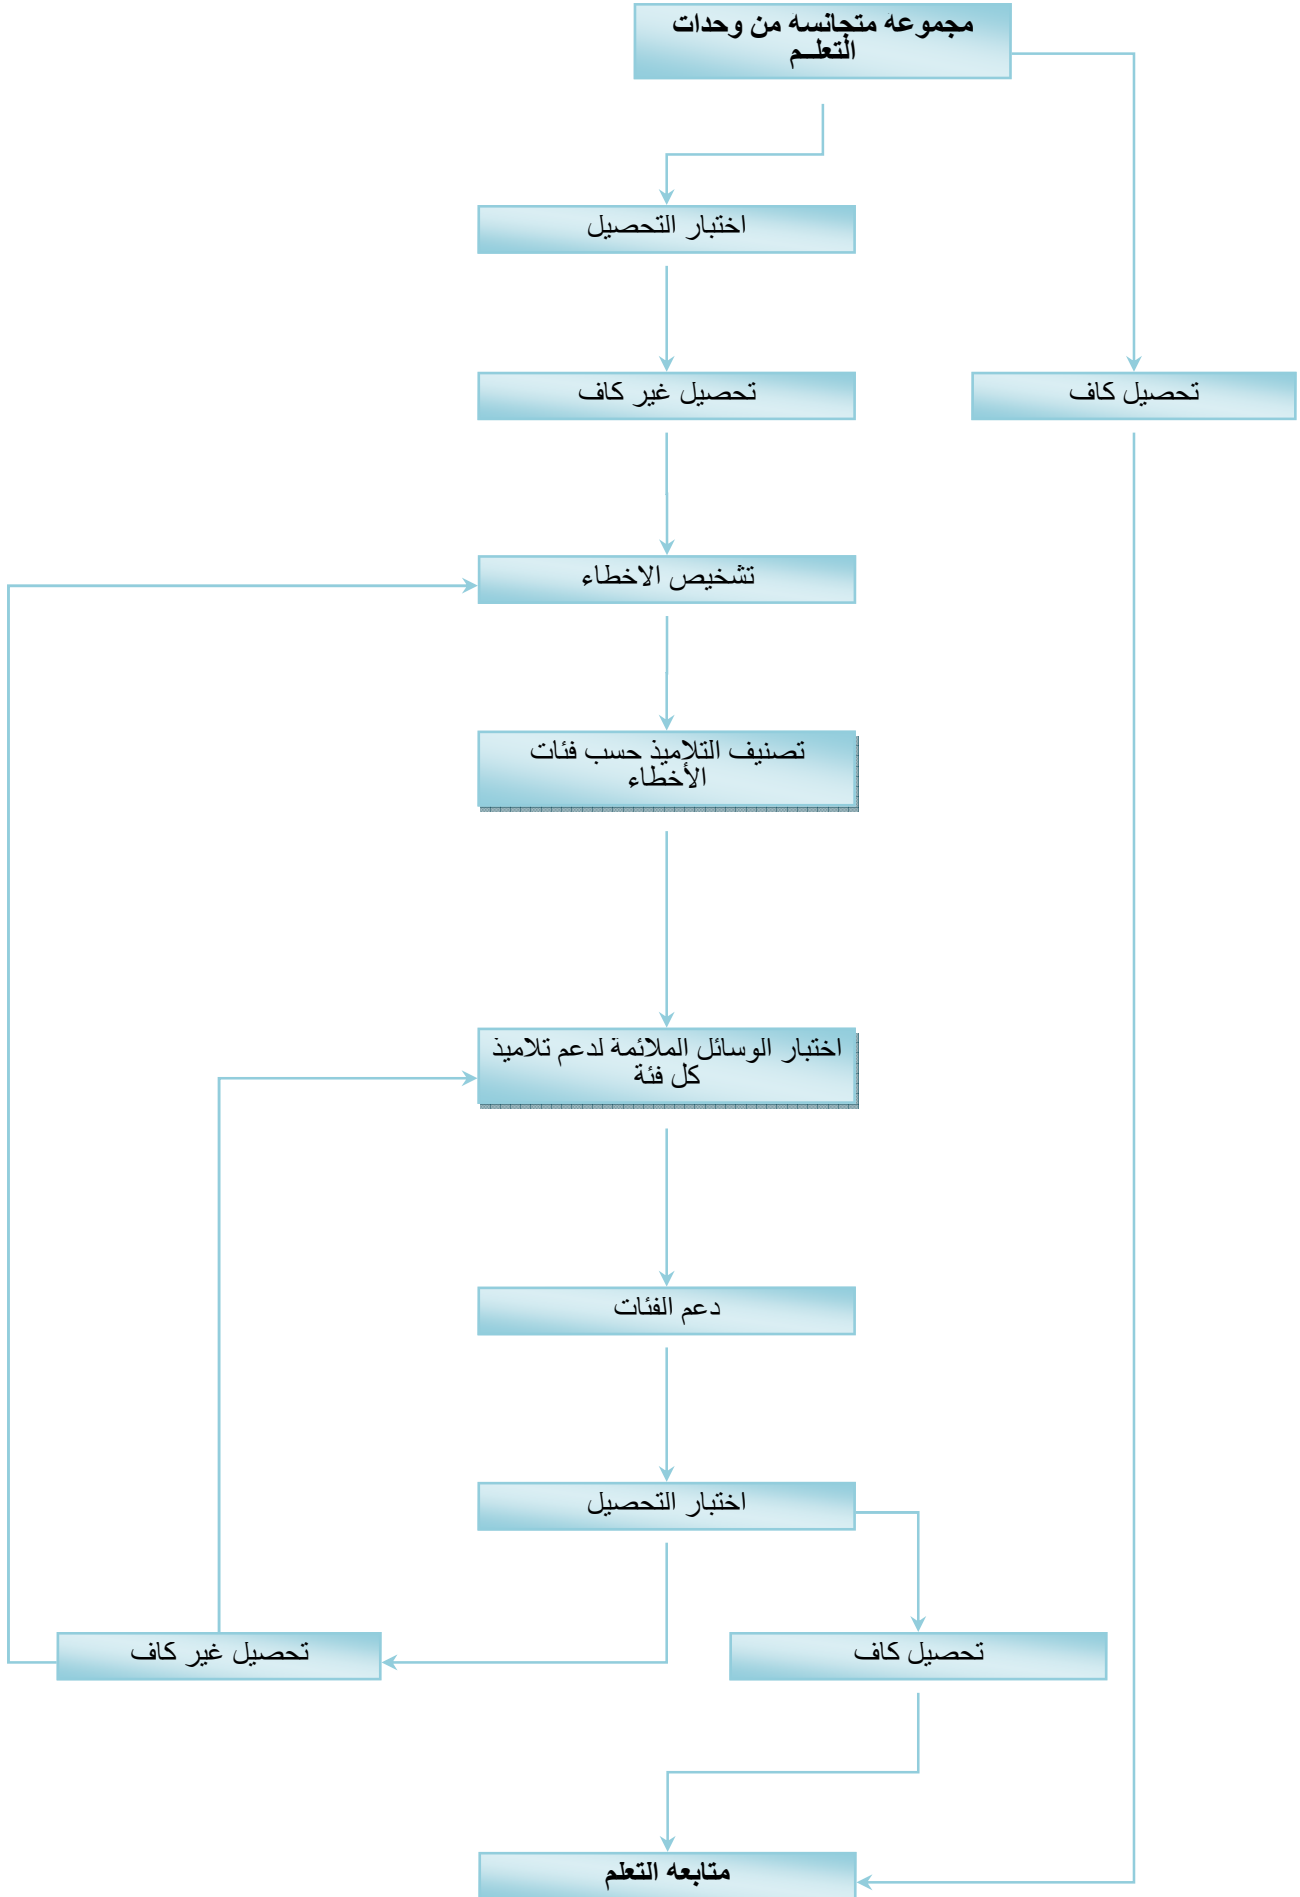 مجموعه متجانسه من وحدات
التعلــم
اختبار التحصيل
تحصيل غير كاف
تحصيل كاف
تشخيص الاخطاء
تصنيف التلاميذ حسب فئات
الأخطاء
اختبار الوسائل الملائمة لدعم تلاميذ
كل فئة
دعم الفئات
اختبار التحصيل
تحصيل غير كاف
تحصيل كاف
متابعه التعلم